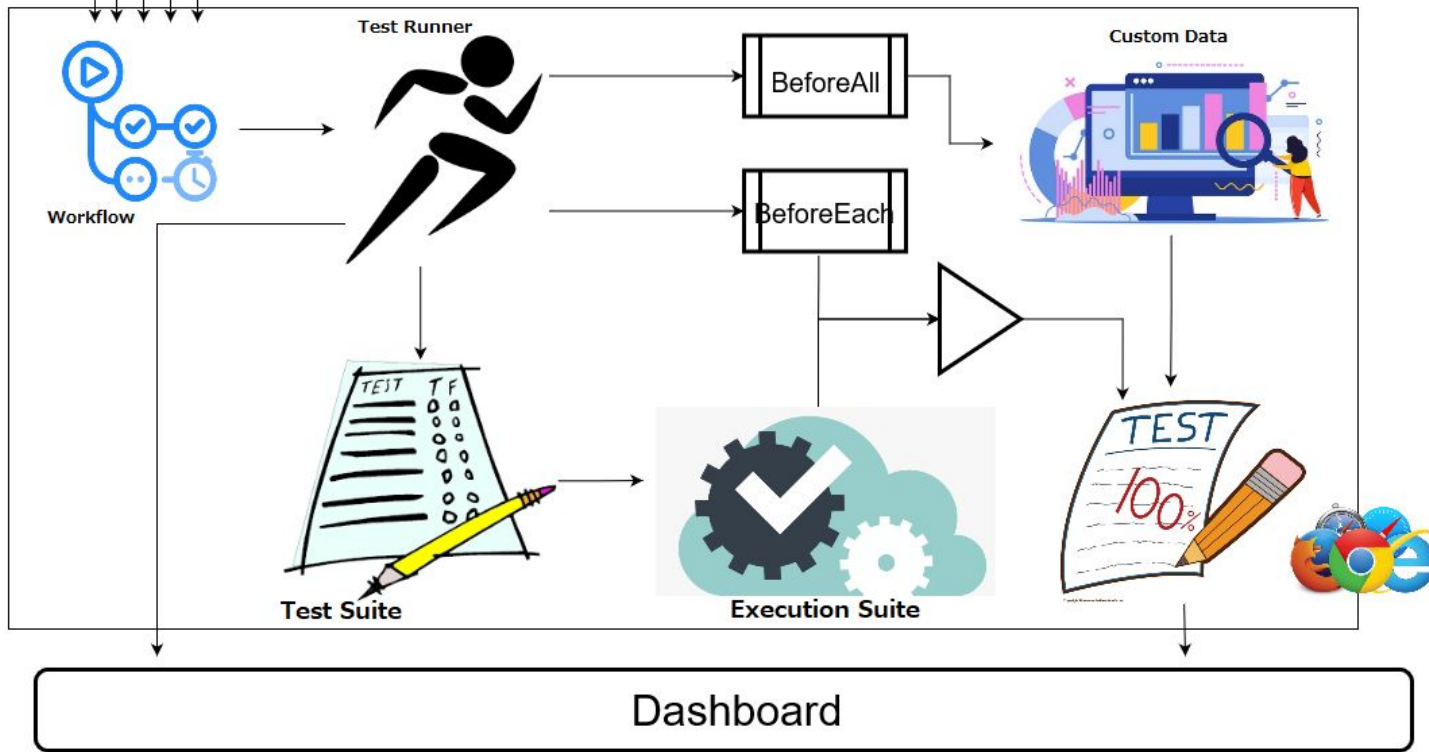 Test Runner
Custom Data
BeforeAll
Workflow
BeforeEach
TEST T F
TEST
100%
Test Suite
Execution Suite
Dashboard